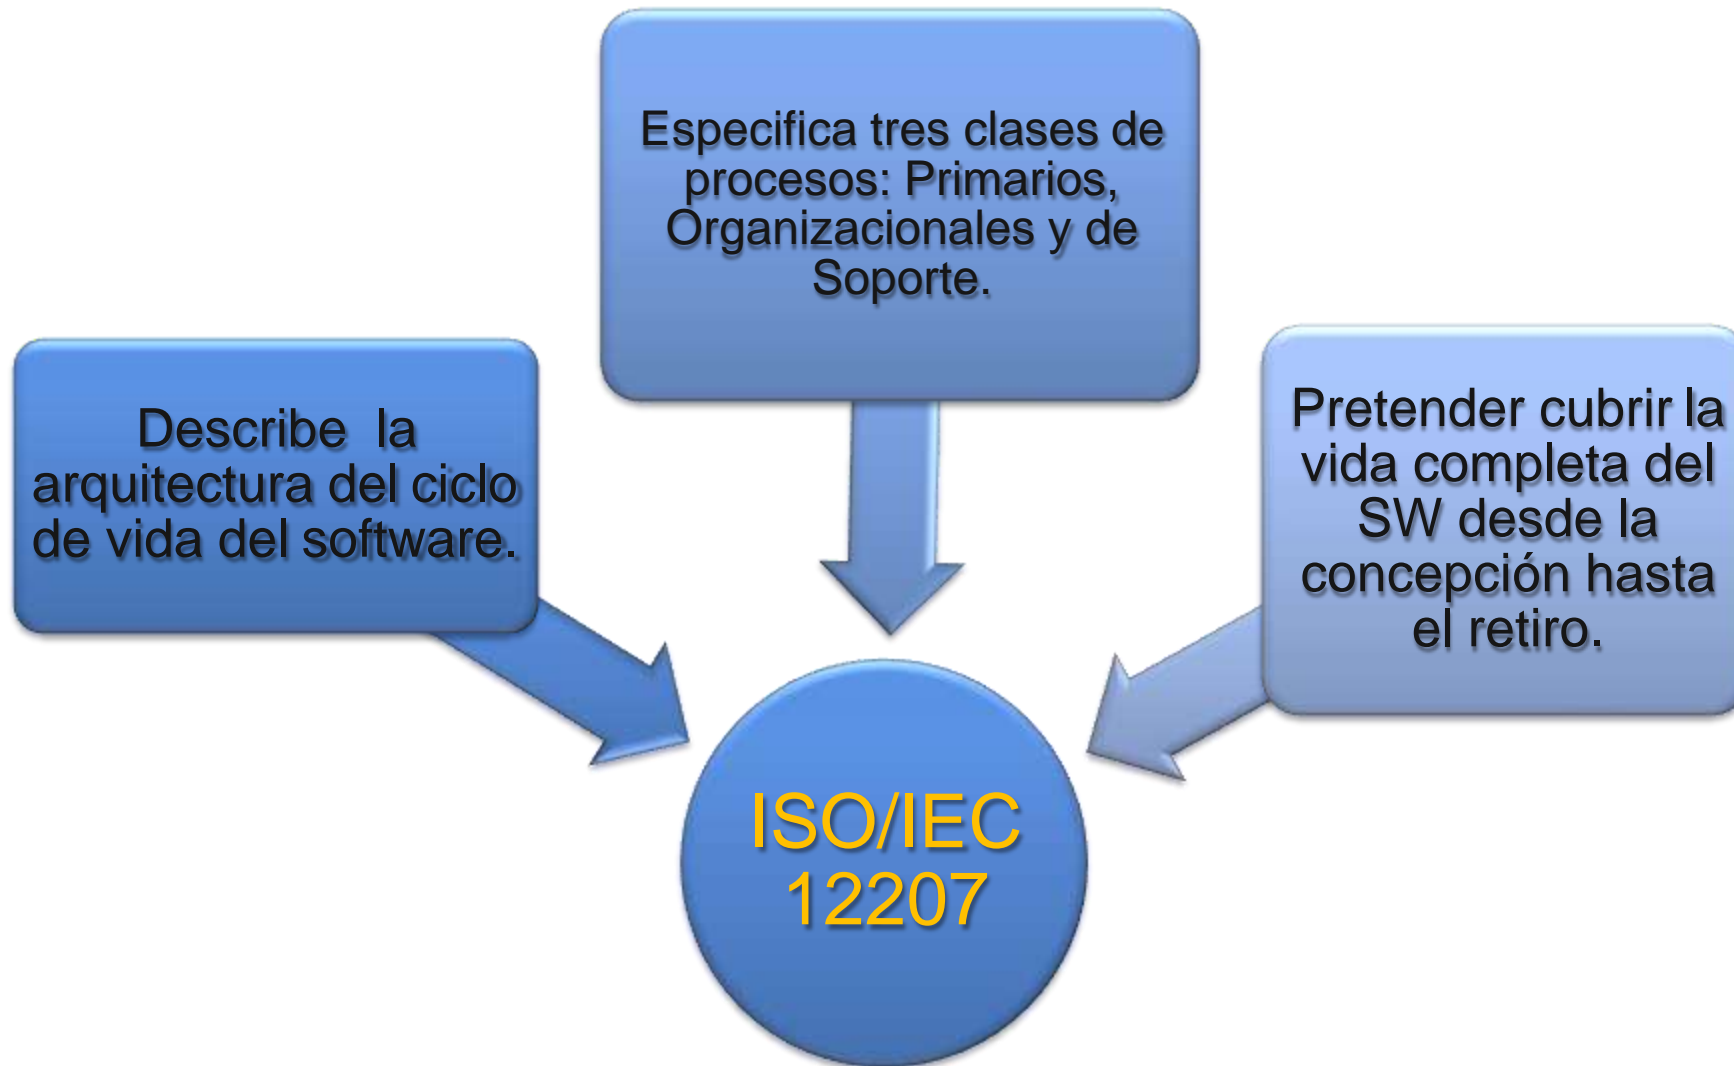 Especifica tres clases de
procesos: Primarios,
Organizacionales y de
Soporte.
Describe  la
arquitectura del ciclo
de vida del software.
Pretender cubrir la
vida completa del
SW desde la
concepción hasta
el retiro.
ISO/IEC
12207